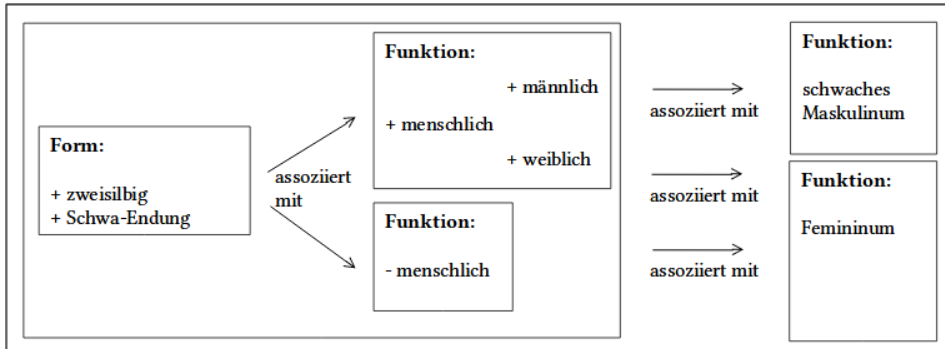 Form:
+ zweisilbig
+ Schwa-Endung
assoziiert
mit
Funktion:
+ männlich
+ menschlich
+ weiblich
Funktion:
- menschlich
assoziiert mit
assoziiert mit
assoziiert mit
Funktion:
schwaches
Maskulinum
Funktion:
Femininum